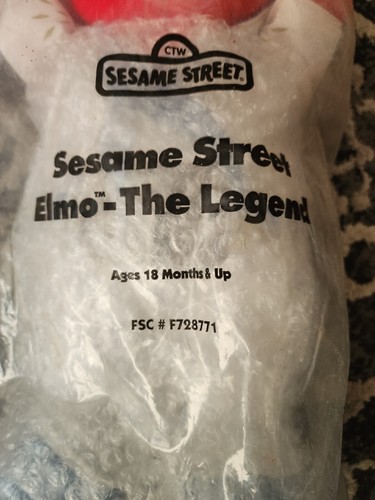 CTW
SESAME STREET
Sesame Street
Elmo™-The Legend
Ages 18 Months & Up
FSC # F728771